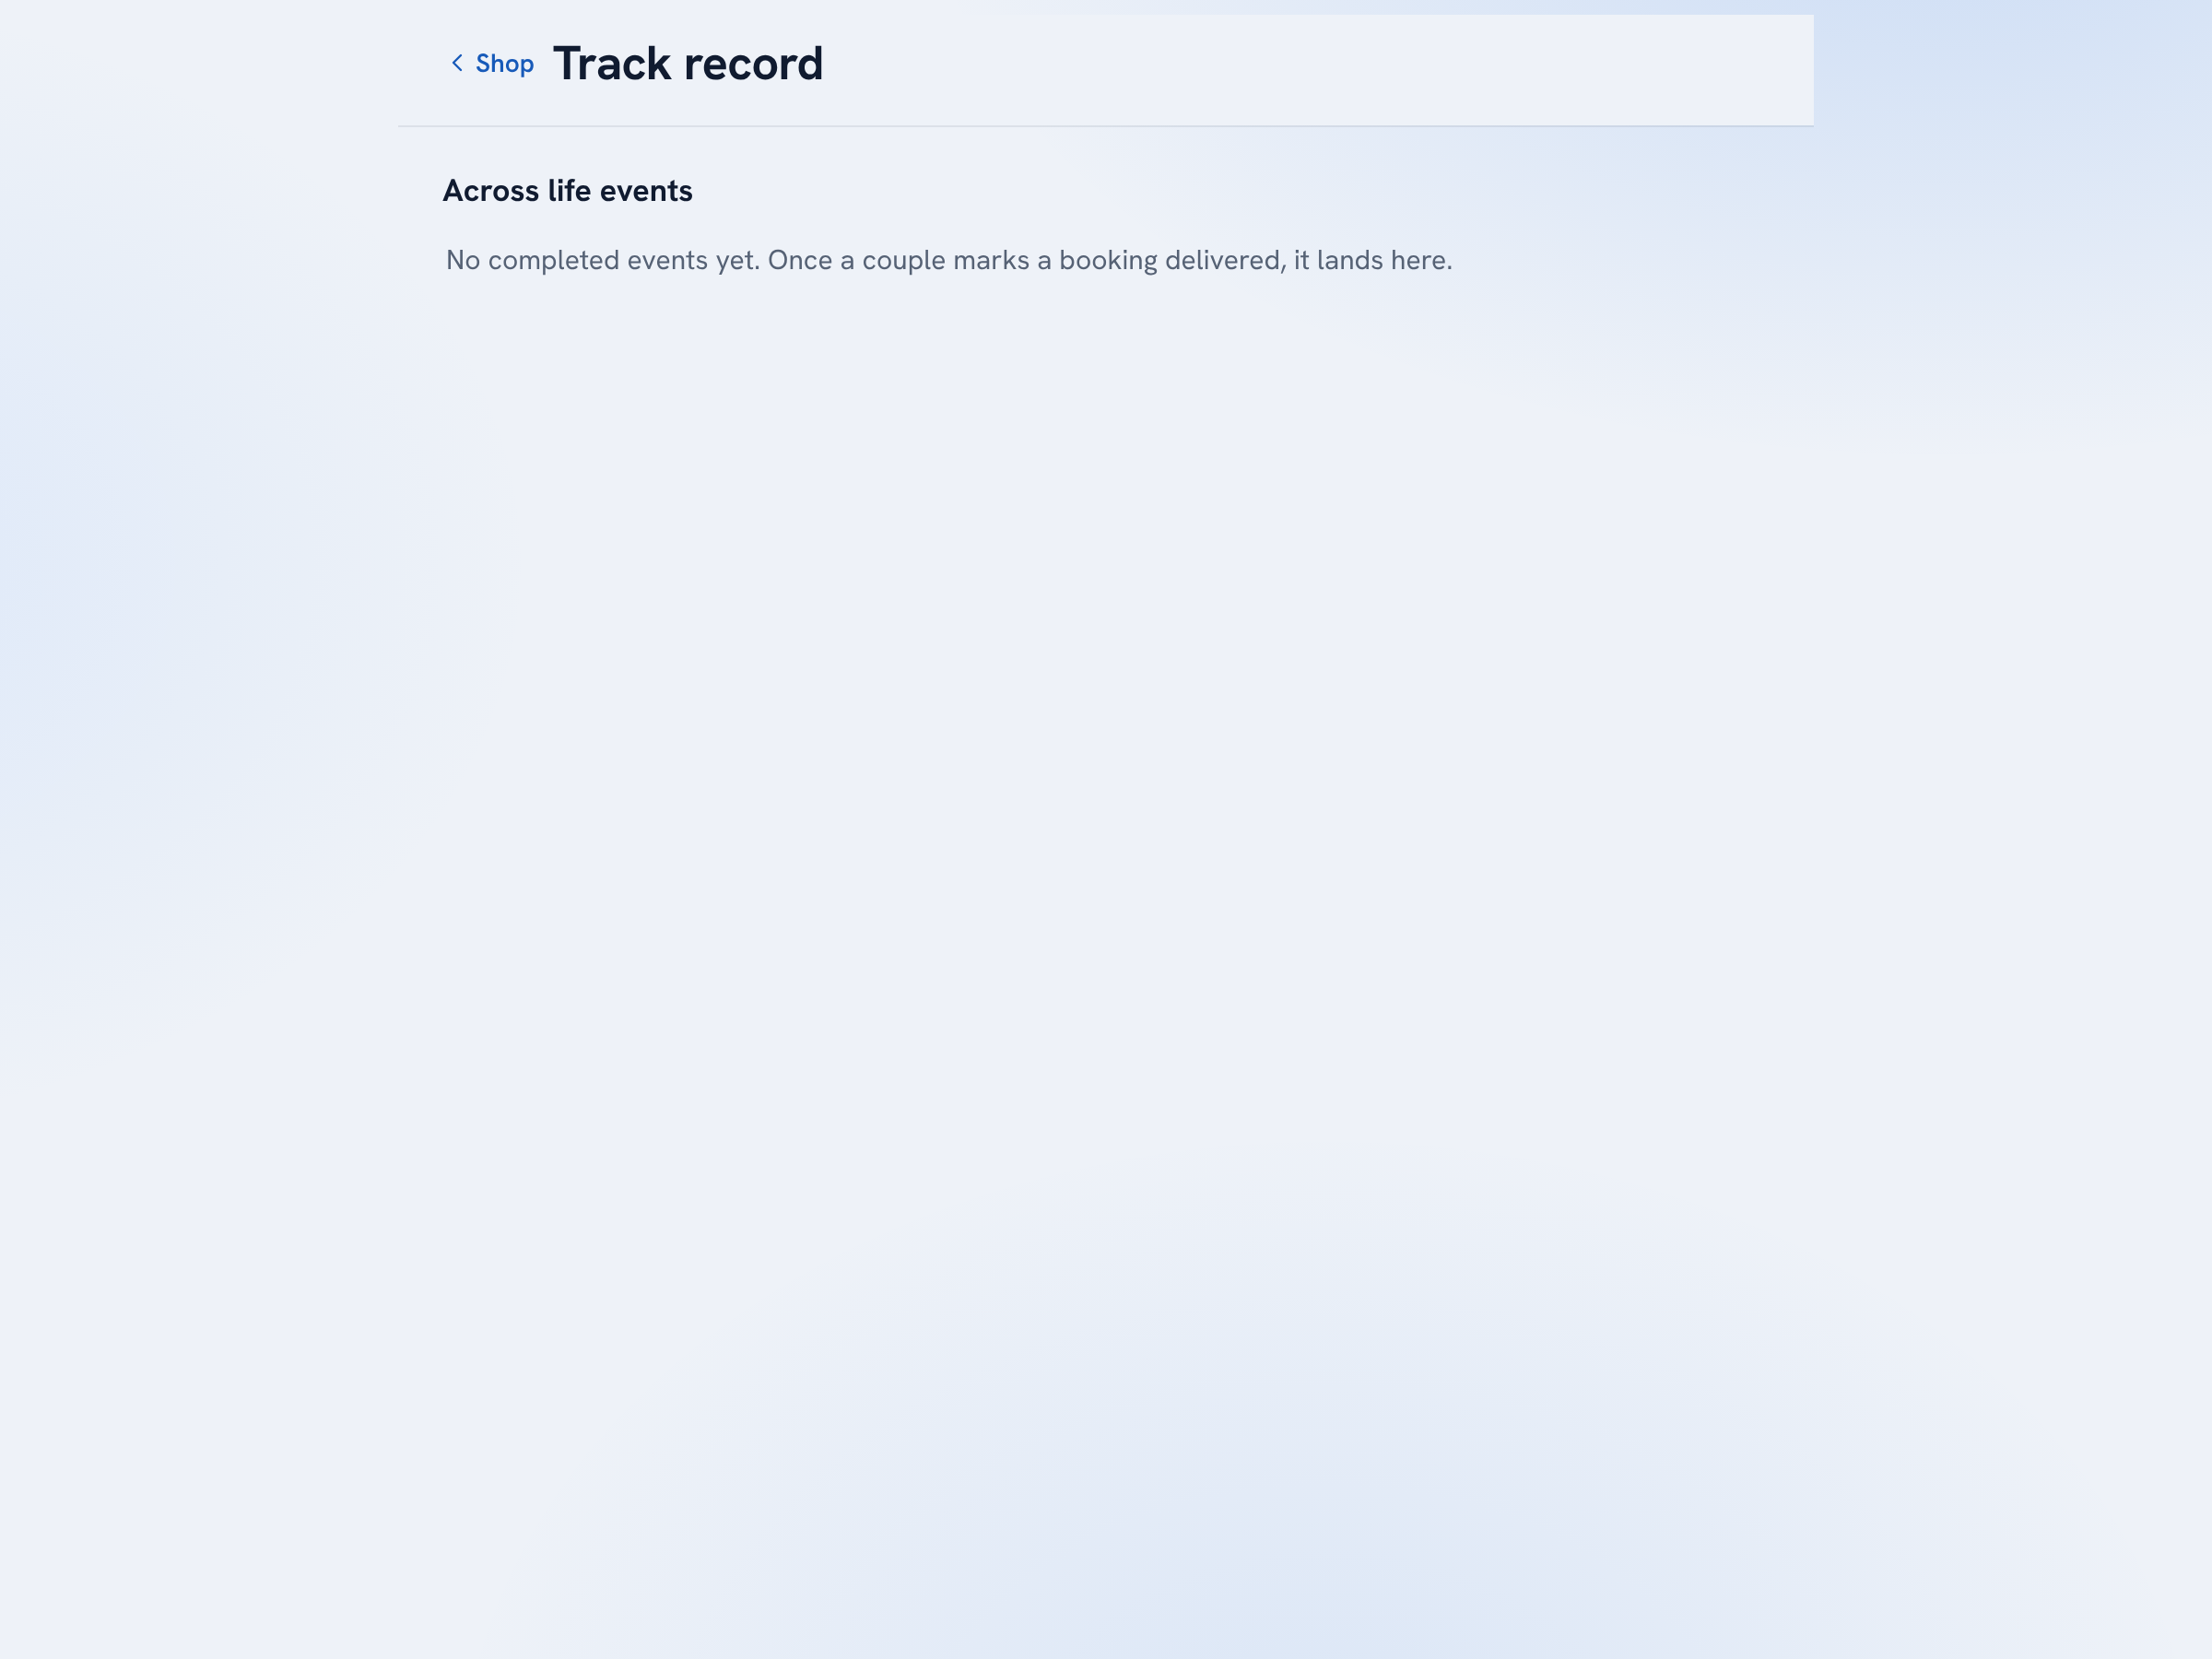 Shop Track record
Across life events
No completed events yet. Once a couple marks a booking delivered, it lands here.